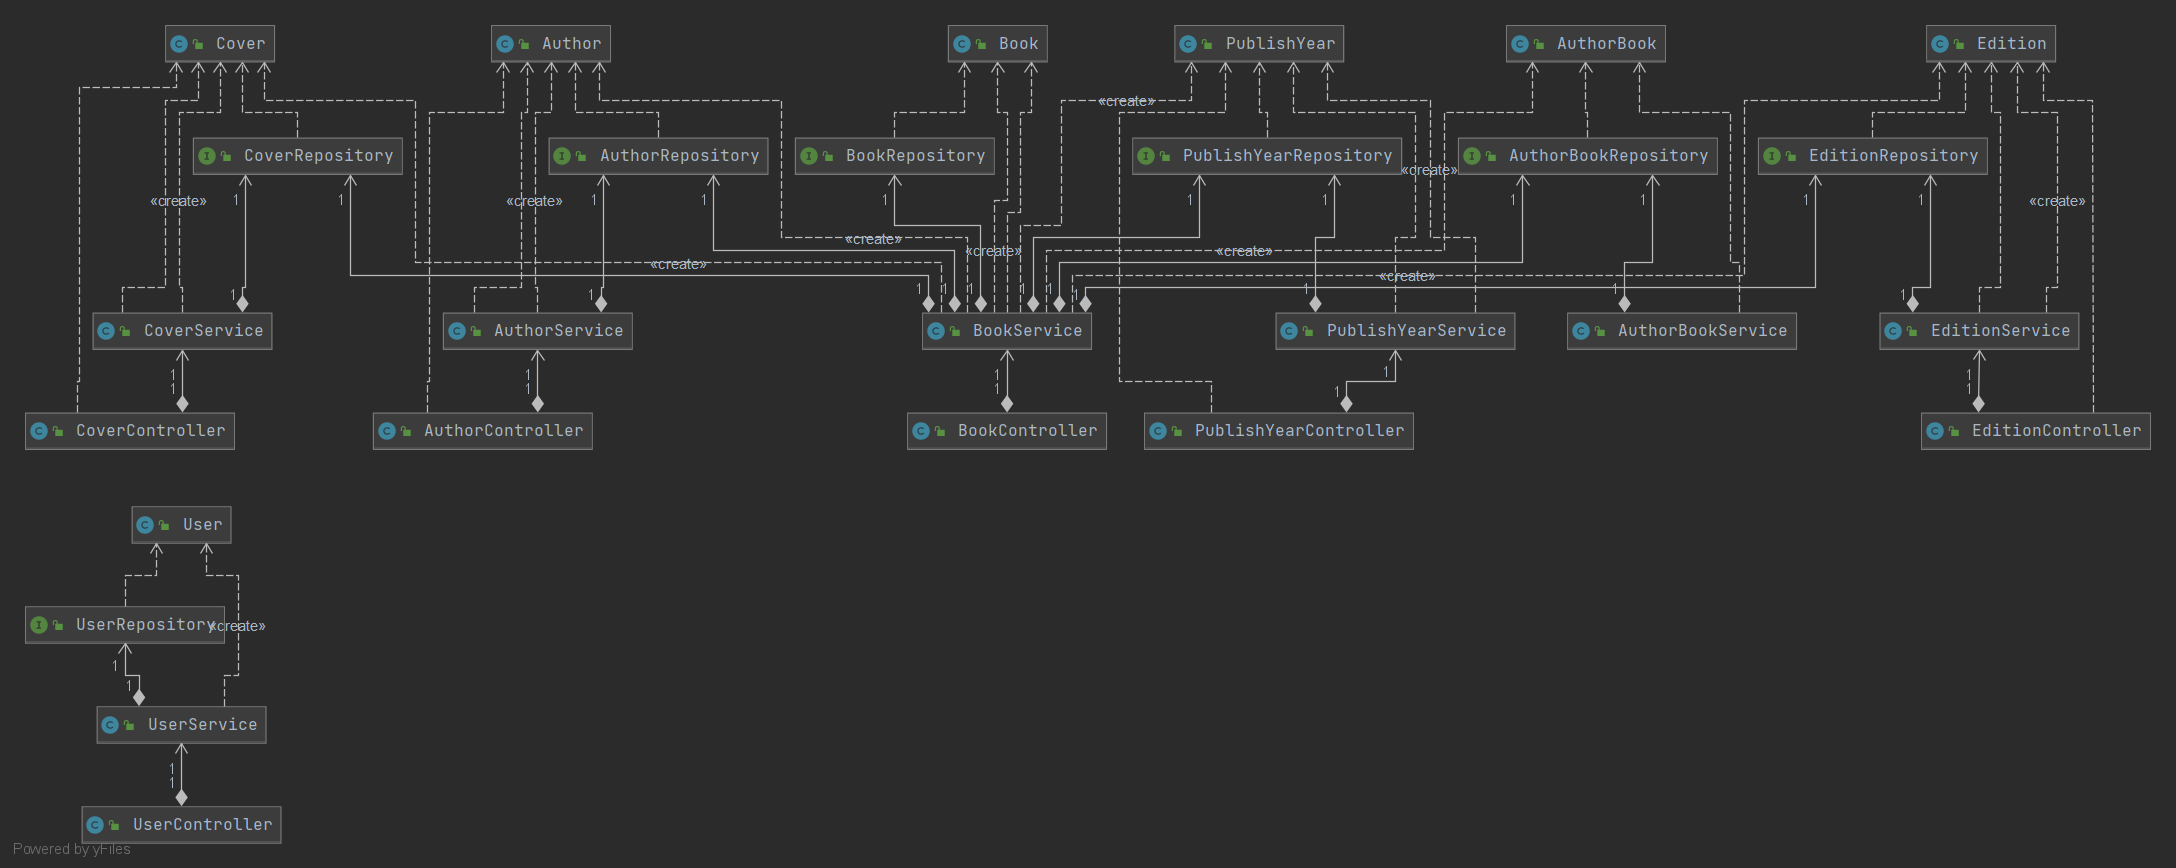 Cover
Author
Book
PublishYear
AuthorBook
Edition
«create»
CoverRepository
AuthorRepository
BookRepository
PublishYearRepository
«create»
AuthorBookRepository
EditionRepository
«create»
1
1
«create»
1
1
1
1
1
1
1
1
1
«create»
«create»
«create»
«create»
«create»
«create»
1
1
1
1
1
1
1
1
1
1
1
1
CoverService
AuthorService
BookService
PublishYearService
AuthorBookService
EditionService
1
1
1
1
1
1
1
1
1
1
CoverController
AuthorController
BookController
PublishYearController
EditionController
User
UserRepository
«create»
1
1
UserService
1
1
UserController
Powered by yFiles